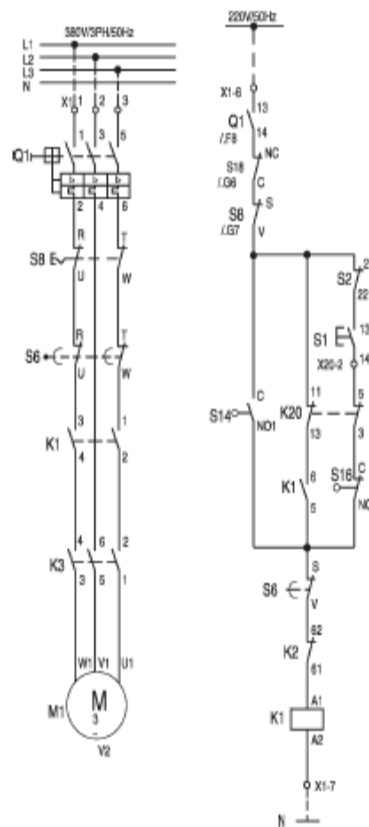 380V/3PH/50Hz
L1
L2
L3
N
X1 1 2 3
1 3 5
Q1
2 4 6
R T
S8 E
U W
R T
S6
U W
3 1
K1
4 2
4 6 2
K3
3 5 1
W1 V1 U1
M
3
~
M1
V2
220V/50Hz
X1-6
13
Q1
/.F8
14
NC
S18
/.G6
C
S
S8
/.G7
V
S2
2
22
13
S1
14
X20-2
C
S14
NO1
11
K20
13
5
3
6
K1
5
C
S16
NC
S
S6
V
62
K2
61
A1
K1
A2
X1-7
N